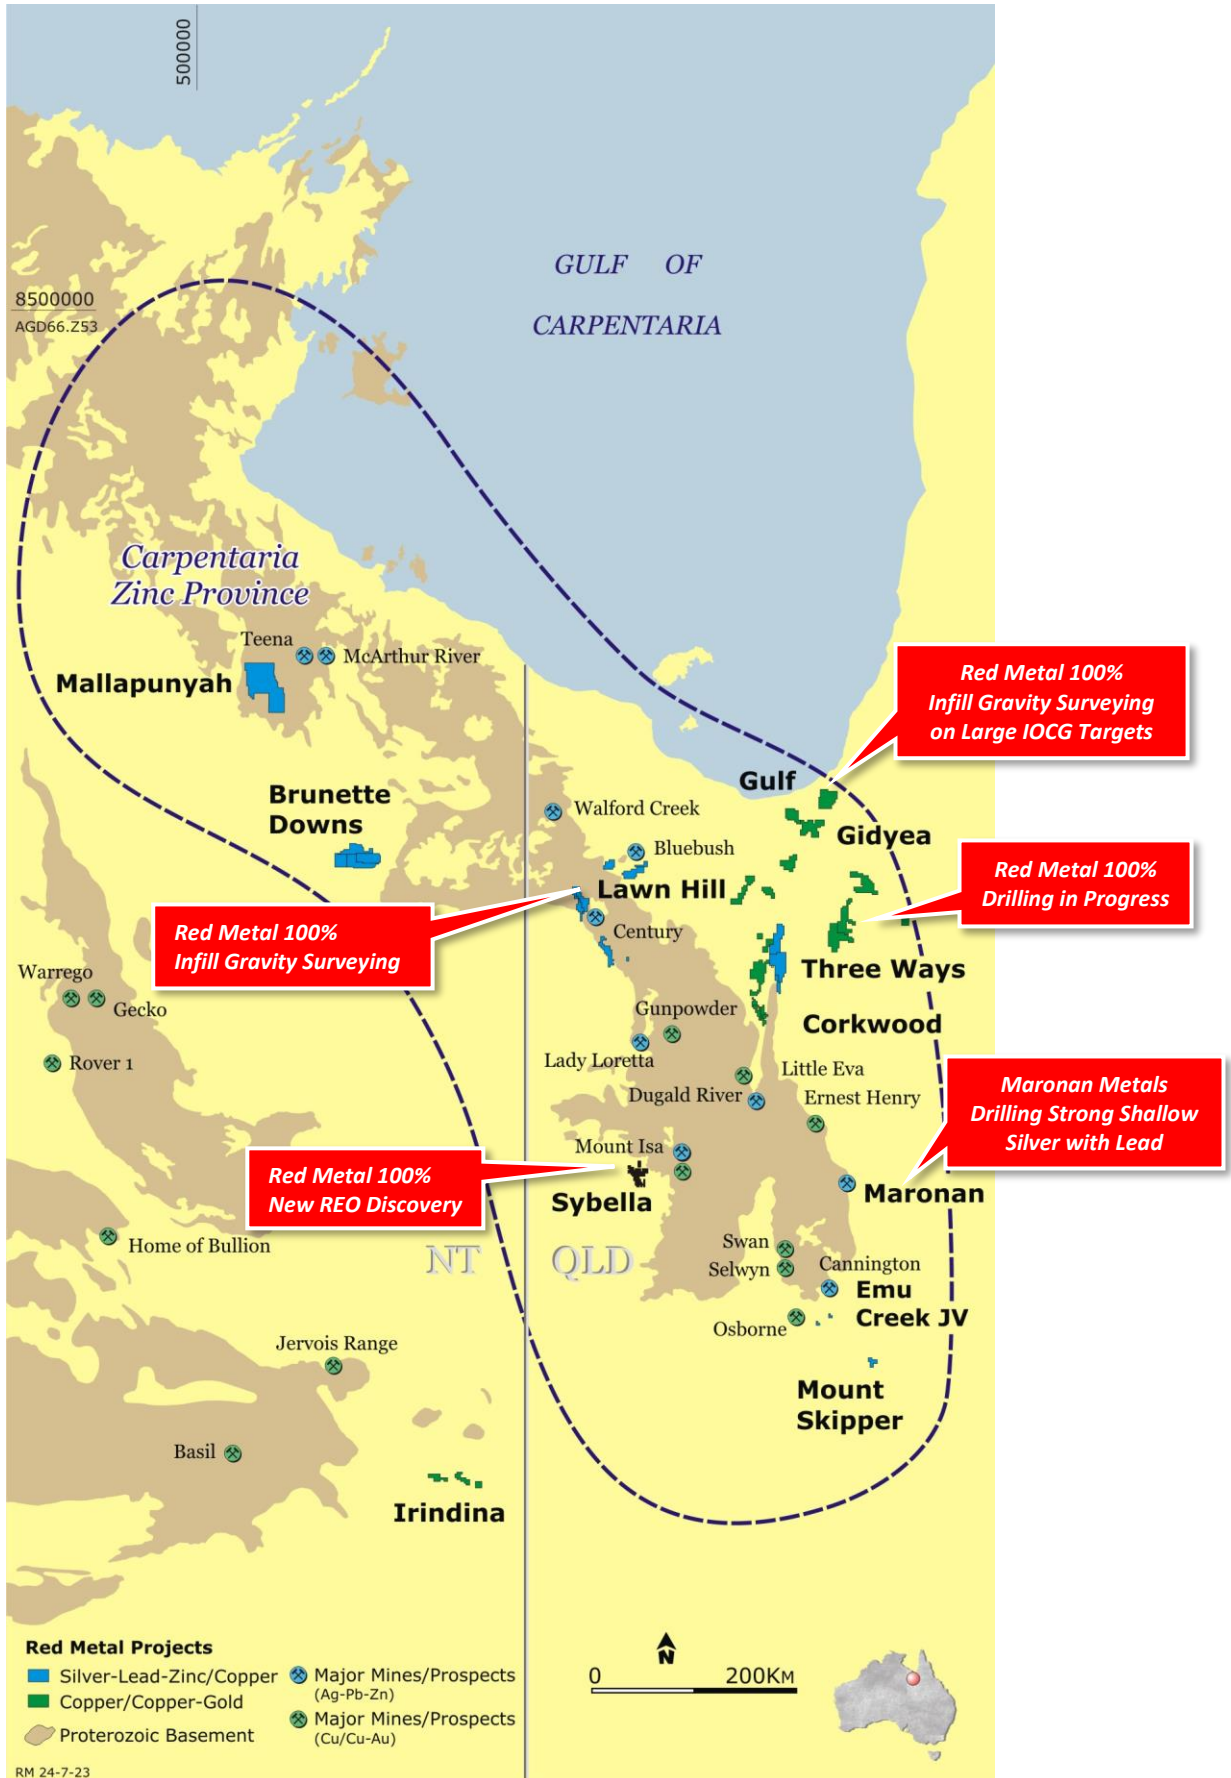 500000
GULF OF
CARPENTARIA
8500000
AGD66.Z53
Carpentaria
Zinc Province
Teena
McArthur River
Mallapunyah
Red Metal 100%
Infill Gravity Surveying
on Large IOCG Targets
Gulf
Brunette
Downs
Walford Creek
Gidyea
Bluebush
Red Metal 100%
Drilling in Progress
Lawn Hill
Red Metal 100%
Infill Gravity Surveying
Century
Three Ways
Warrego
Gecko
Gunpowder
Corkwood
Rover 1
Lady Loretta
Little Eva
Dugald River
Ernest Henry
Maronan Metals
Drilling Strong Shallow
Silver with Lead
Mount Isa
Red Metal 100%
New REO Discovery
Sybella
Maronan
Home of Bullion
NT
QLD
Swan
Selwyn
Cannington
Emu
Creek JV
Osborne
Jervois Range
Mount
Skipper
Basil
Irindina
Red Metal Projects
Silver-Lead-Zinc/Copper
Copper/Copper-Gold
Proterozoic Basement
Major Mines/Prospects
(Ag-Pb-Zn)
Major Mines/Prospects
(Cu/Cu-Au)
N
0 200KM
RM 24-7-23